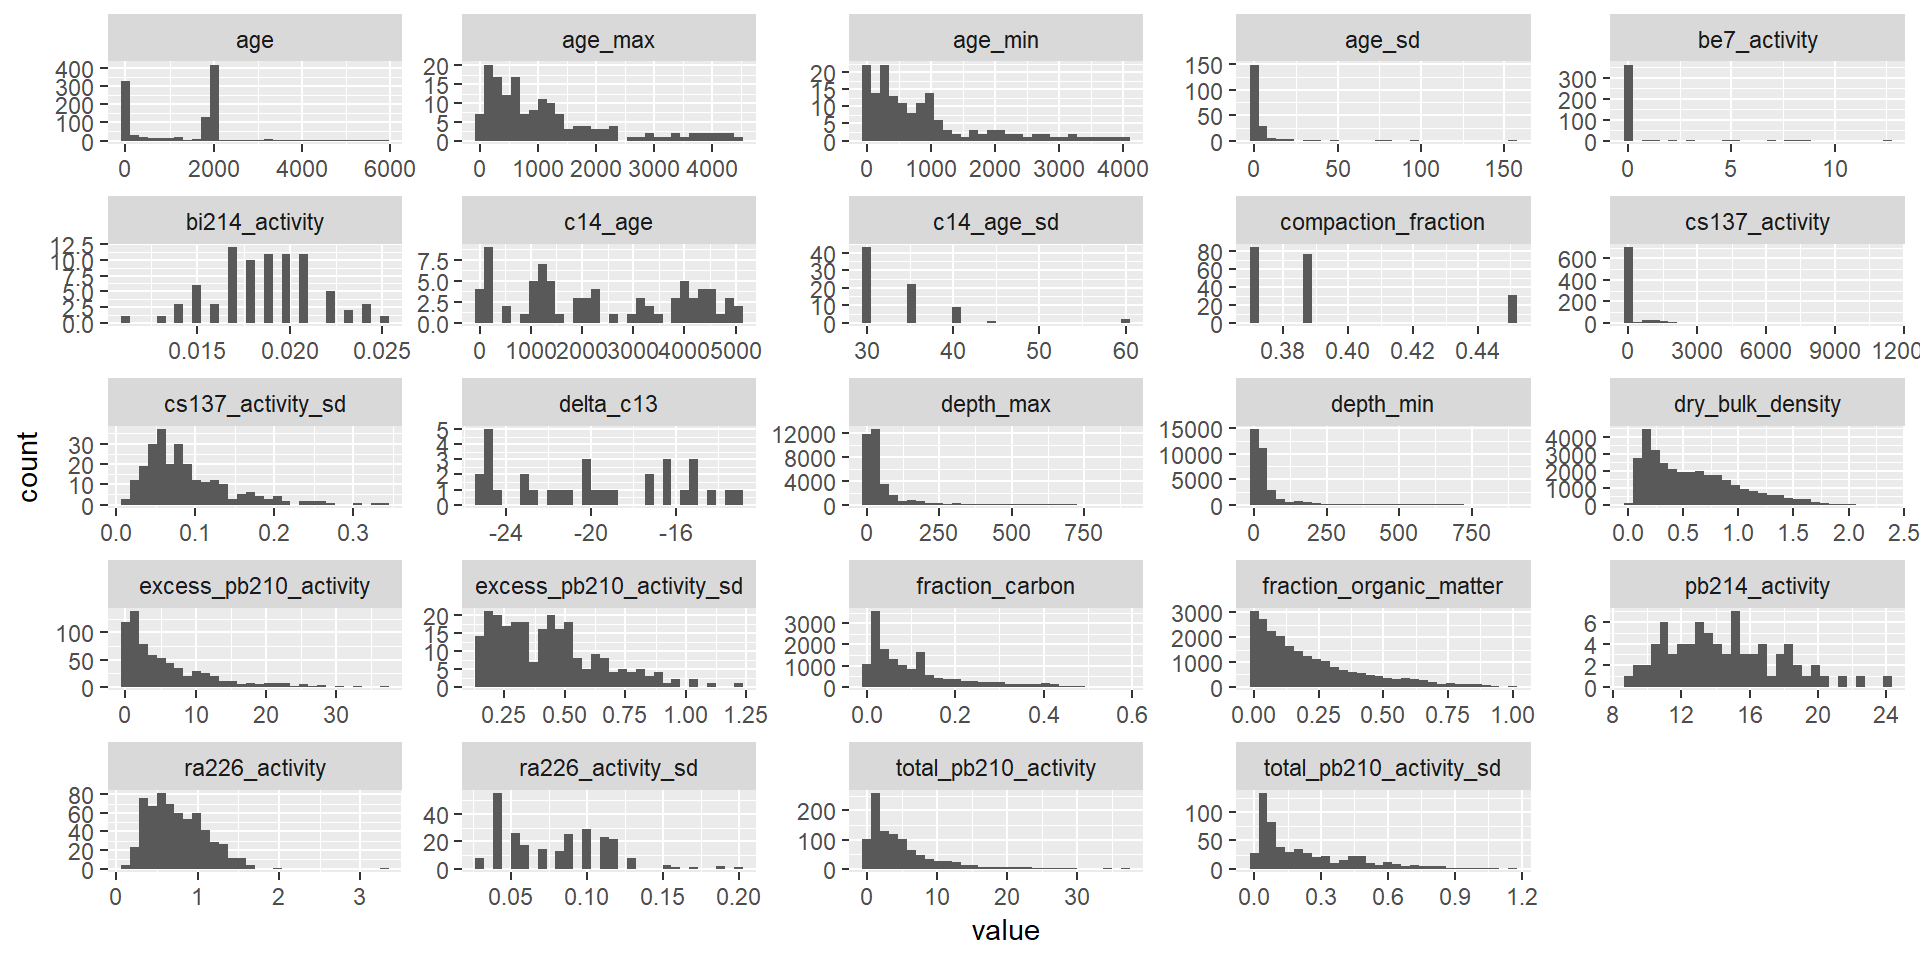 age age_max age_min age_sd be7_activity
400 300 200 100 0
20 15 10 5 0
20 15 10 5 0
150 100 50 0
300 200 100 0
0 2000 4000 6000
0 1000 2000 3000 4000
0 1000 2000 3000 4000
0 50 100 150
0 5 10
bi214_activity c14_age c14_age_sd compaction_fraction cs137_activity
12.5 10.0 7.5 5.0 2.5 0.0
7.5 5.0 2.5 0.0
40 30 20 10 0
80 60 40 20 0
600 400 200 0
0.015 0.020 0.025
0 1000 2000 3000 4000 5000
30 40 50 60
0.38 0.40 0.42 0.44
0 3000 6000 9000 1200
cs137_activity_sd delta_c13 depth_max depth_min dry_bulk_density
30 20 10 0
5 4 3 2 1 0
12000 8000 4000 0
15000 10000 5000 0
4000 3000 2000 1000 0
0.0 0.1 0.2 0.3
-24 -20 -16
0 250 500 750
0 250 500 750
0.0 0.5 1.0 1.5 2.0 2.5
excess_pb210_activity excess_pb210_activity_sd fraction_carbon fraction_organic_matter pb214_activity
100 50 0
20 15 10 5 0
3000 2000 1000 0
3000 2000 1000 0
6 4 2 0
0 10 20 30
0.25 0.50 0.75 1.00 1.25
0.0 0.2 0.4 0.6
0.00 0.25 0.50 0.75 1.00
8 12 16 20 24
ra226_activity ra226_activity_sd total_pb210_activity total_pb210_activity_sd
80 60 40 20 0
40 20 0
200 100 0
100 50 0
0 1 2 3
0.05 0.10 0.15 0.20
0 10 20 30
0.0 0.3 0.6 0.9 1.2
count
value